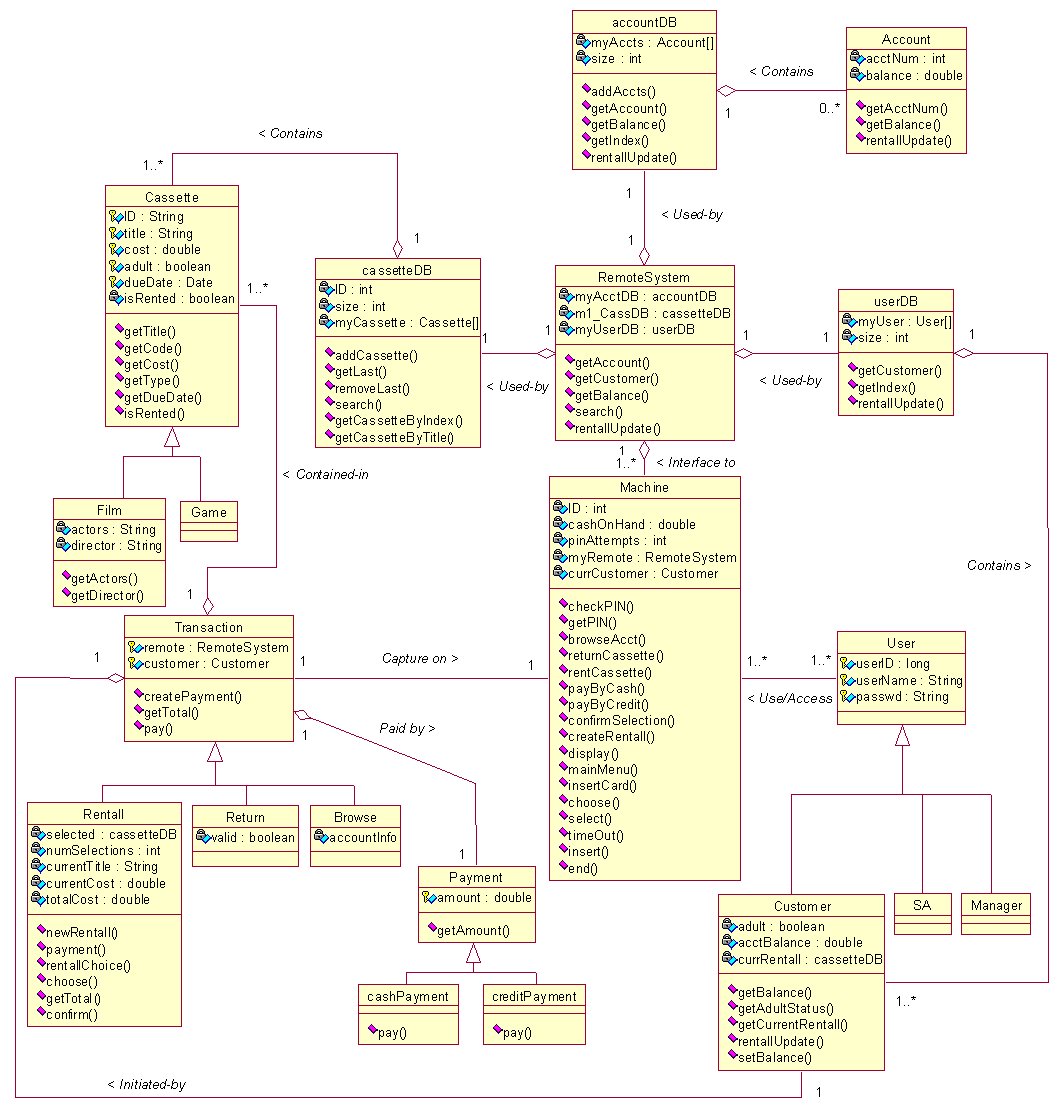 accountDB
myAccts : Account[]
size : int
addAccts()
getAccount()
getBalance()
getIndex()
rentallUpdate()
< Contains
1
0..*
Account
acctNum : int
balance : double
getAcctNum()
getBalance()
rentallUpdate()
< Contains
1..*
1
Cassette
ID : String
title : String
cost : double
adult : boolean
dueDate : Date
isRented : boolean
getTitle()
getCode()
getCost()
getType()
getDueDate()
isRented()
1..*
cassetteDB
ID : int
size : int
myCassette : Cassette[]
addCassette()
getLast()
removeLast()
search()
getCassetteByIndex()
getCassetteByTitle()
1
< Used-by
1
1
1
< Used-by
RemoteSystem
myAcctDB : accountDB
m1_CassDB : cassetteDB
myUserDB : userDB
getAccount()
getCustomer()
getBalance()
search()
rentallUpdate()
1
1
< Used-by
userDB
myUser : User[]
size : int
getCustomer()
getIndex()
rentallUpdate()
1
1
1..*
< Interface to
< Contained-in
Film
actors : String
director : String
getActors()
getDirector()
Game
Machine
ID : int
cashOnHand : double
pinAttempts : int
myRemote : RemoteSystem
currCustomer : Customer
checkPIN()
getPIN()
browseAcct()
returnCassette()
rentCassette()
payByCash()
payByCredit()
confirmSelection()
createRentall()
display()
mainMenu()
insertCard()
choose()
select()
timeOut()
insert()
end()
Contains >
1
Transaction
remote : RemoteSystem
customer : Customer
createPayment()
getTotal()
pay()
1
1
Capture on >
1
1
Paid by >
1
1..*
1..*
< Use/Access
User
userID : long
userName : String
passwd : String
Rentall
selected : cassetteDB
numSelections : int
currentTitle : String
currentCost : double
totalCost : double
newRentall()
payment()
rentallChoice()
choose()
getTotal()
confirm()
Return
valid : boolean
Browse
accountInfo
Payment
amount : double
getAmount()
cashPayment
pay()
creditPayment
pay()
Customer
adult : boolean
acctBalance : double
currRentall : cassetteDB
getBalance()
getAdultStatus()
getCurrentRentall()
rentallUpdate()
setBalance()
SA
Manager
1..*
< Initiated-by
1